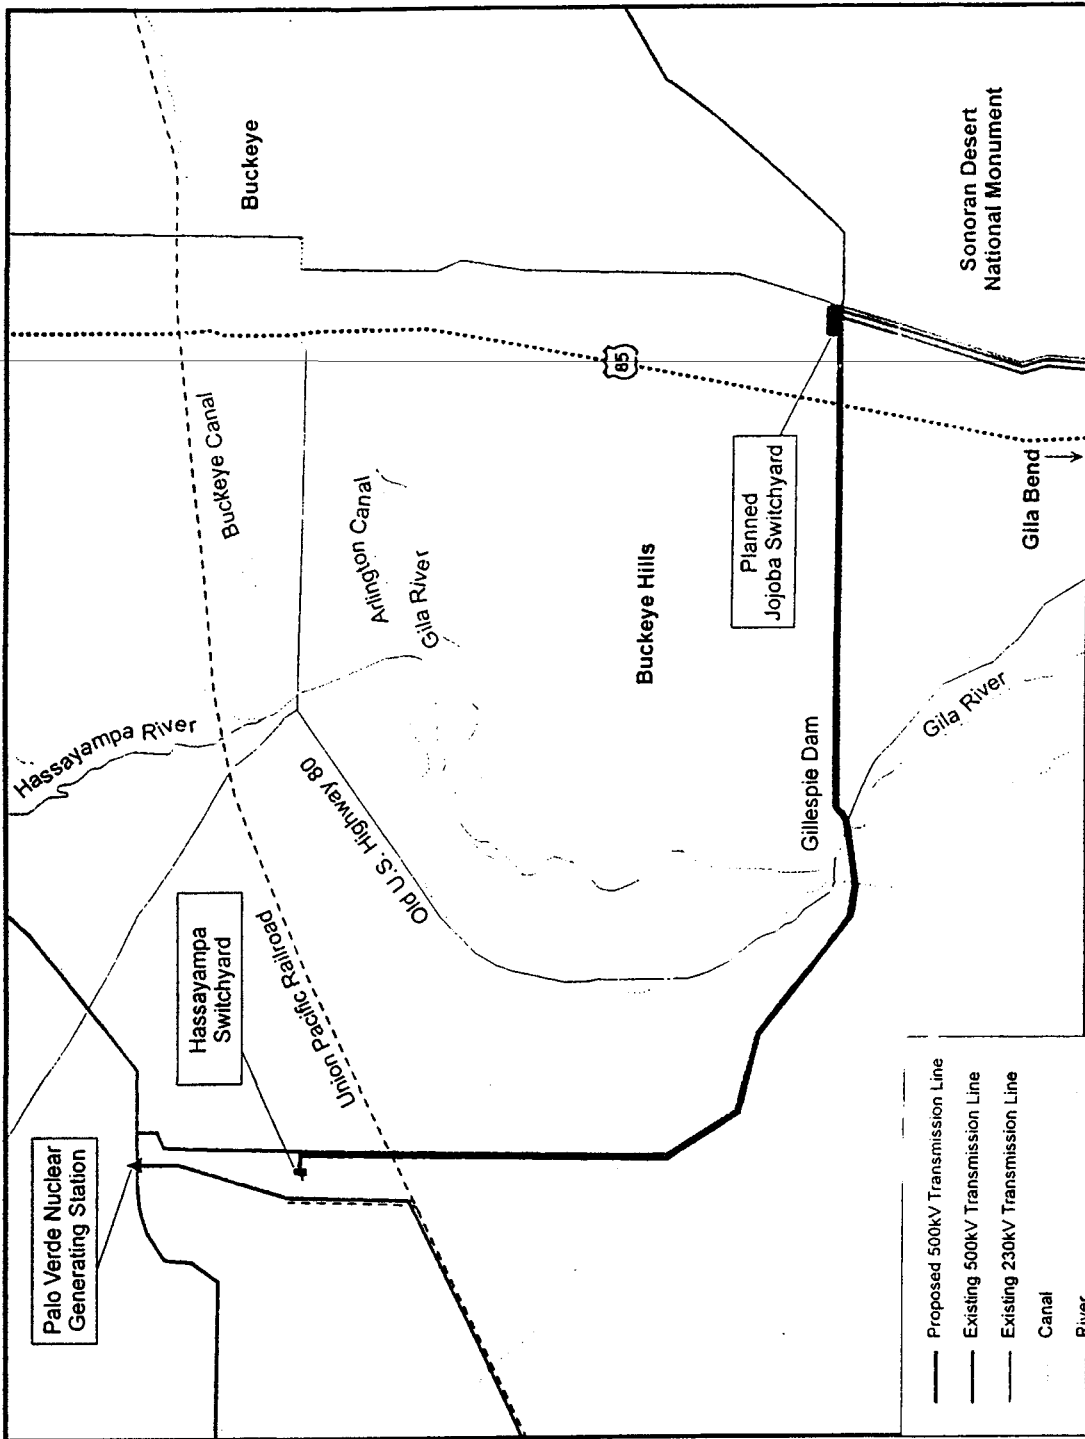 Palo Verde Nuclear
Generating Station
Hassayampa
Switchyard
Hassayampa River
Union Pacific Railroad
Old U.S. Highway 80
Buckeye Canal
Buckeye
Arlington Canal
Gila River
85
Buckeye Hills
Planned
Jojoba Switchyard
Gillespie Dam
Gila River
Gila Bend
Sonoran Desert
National Monument
Proposed 500kV Transmission Line
Existing 500kV Transmission Line
Existing 230kV Transmission Line
Canal
River